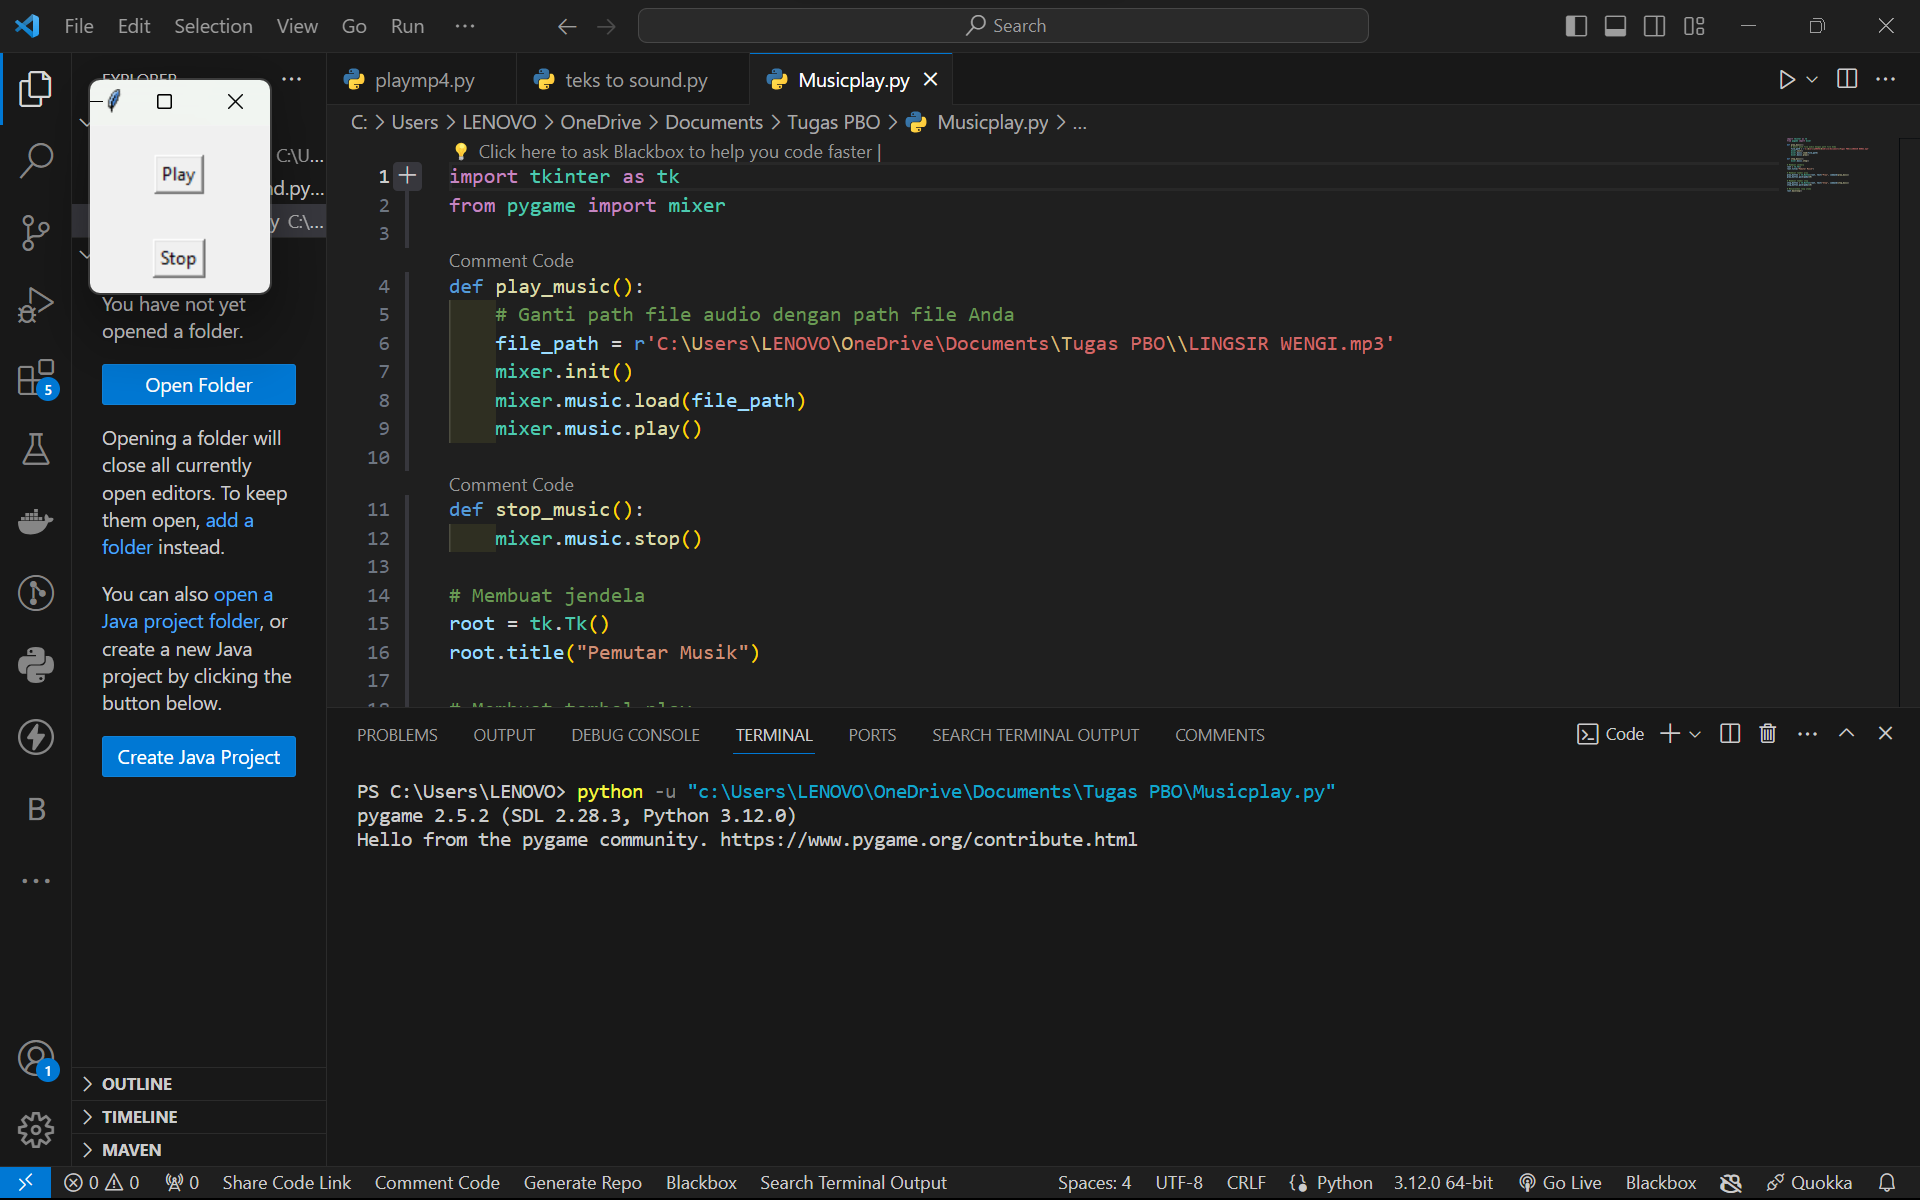 File Edit Selection View Go Run ··· Search
EXPLORER ···
Play
Stop
C:\U...
d.py...
y C:\...
You have not yet
opened a folder.
Open Folder
Opening a folder will
close all currently
open editors. To keep
them open, add a
folder instead.
You can also open a
Java project folder, or
create a new Java
project by clicking the
button below.
Create Java Project
OUTLINE
TIMELINE
MAVEN
5
B
1
playmp4.py teks to sound.py Musicplay.py
C: > Users > LENOVO > OneDrive > Documents > Tugas PBO > Musicplay.py > ...
Click here to ask Blackbox to help you code faster |
1 import tkinter as tk
2 from pygame import mixer
3
Comment Code
4 def play_music():
5 # Ganti path file audio dengan path file Anda
6 file_path = r'C:\Users\LENOVO\OneDrive\Documents\Tugas PBO\\LINGSIR WENGI.mp3'
7 mixer.init()
8 mixer.music.load(file_path)
9 mixer.music.play()
10
Comment Code
11 def stop_music():
12 mixer.music.stop()
13
14 # Membuat jendela
15 root = tk.Tk()
16 root.title("Pemutar Musik")
17
18 # Membuat tombol play
PROBLEMS OUTPUT DEBUG CONSOLE TERMINAL PORTS SEARCH TERMINAL OUTPUT COMMENTS Code
PS C:\Users\LENOVO> python -u "c:\Users\LENOVO\OneDrive\Documents\Tugas PBO\Musicplay.py"
pygame 2.5.2 (SDL 2.28.3, Python 3.12.0)
Hello from the pygame community. https://www.pygame.org/contribute.html
0 0 0 Share Code Link Comment Code Generate Repo Blackbox Search Terminal Output Spaces: 4 UTF-8 CRLF Python 3.12.0 64-bit Go Live Blackbox Quokka